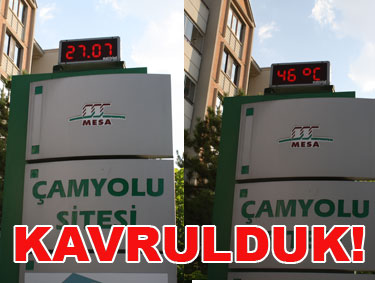 27.07
MESA
ÇAMYOLU
SİTESİ
46 °C
MESA
ÇAMYOLU
KAVRULDUK!